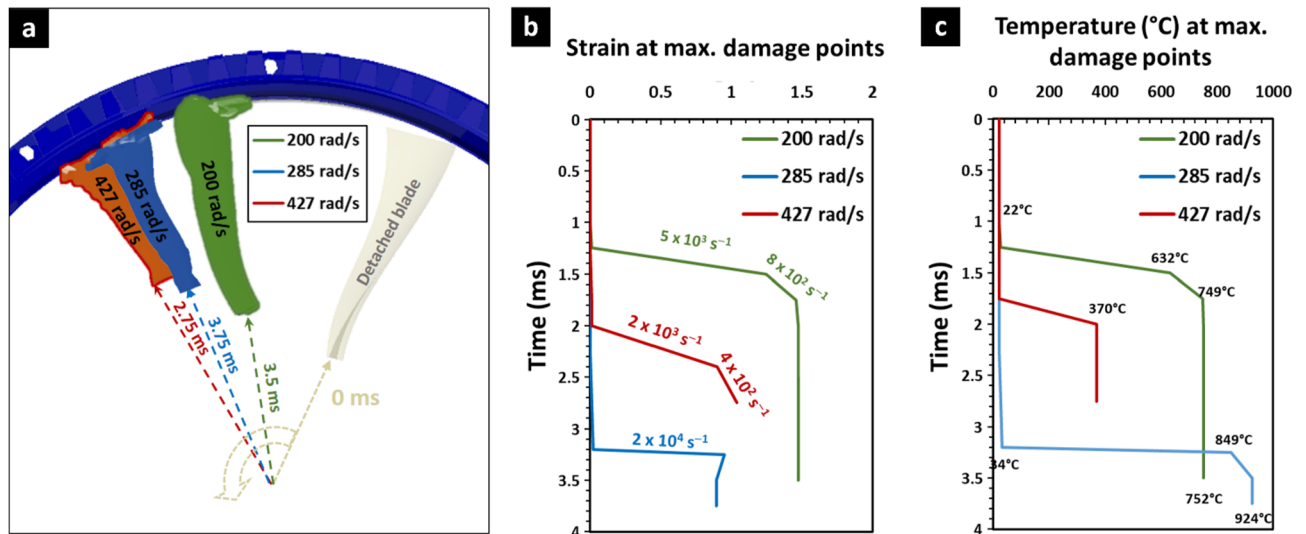 a
200 rad/s
285 rad/s
427 rad/s
427 rad/s
285 rad/s
200 rad/s
Detached blade
2.75 ms
3.75 ms
3.5 ms
0 ms
b
Strain at max. damage points
0 0.5 1 1.5 2
0
0.5
1
1.5
2
2.5
3
3.5
4
Time (ms)
200 rad/s
285 rad/s
427 rad/s
5 x 10³ s⁻¹
8 x 10² s⁻¹
2 x 10³ s⁻¹
4 x 10² s⁻¹
2 x 10⁴ s⁻¹
c
Temperature (°C) at max.
damage points
0 200 400 600 800 1000
0
0.5
1
1.5
2
2.5
3
3.5
4
Time (ms)
200 rad/s
285 rad/s
427 rad/s
22°C
632°C
749°C
370°C
849°C
34°C
752°C
924°C